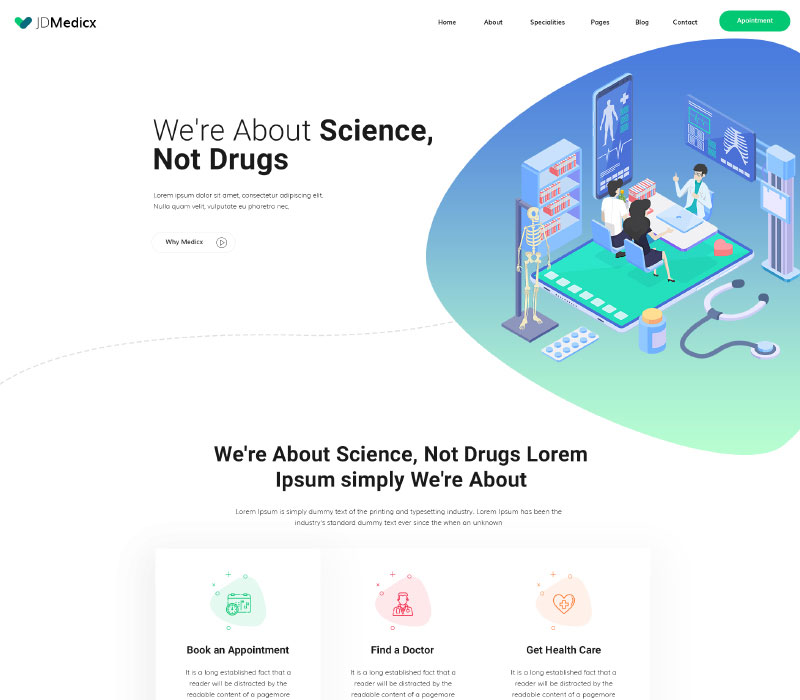 JDMedicx
Home About Specialities Pages Blog Contact Apointment
We're About Science,
Not Drugs
Lorem ipsum dolor sit amet, consectetur adipiscing elit.
Nulla quam velit, vulputate eu pharetra nec,
Why Medicx
We're About Science, Not Drugs Lorem
Ipsum simply We're About
Lorem Ipsum is simply dummy text of the printing and typesetting industry. Lorem Ipsum has been the
industry's standard dummy text ever since the when an unknown
Book an Appointment
It is a long established fact that a
reader will be distracted by the
readable content of a pagemore
Find a Doctor
It is a long established fact that a
reader will be distracted by the
readable content of a pagemore
Get Health Care
It is a long established fact that a
reader will be distracted by the
readable content of a pagemore